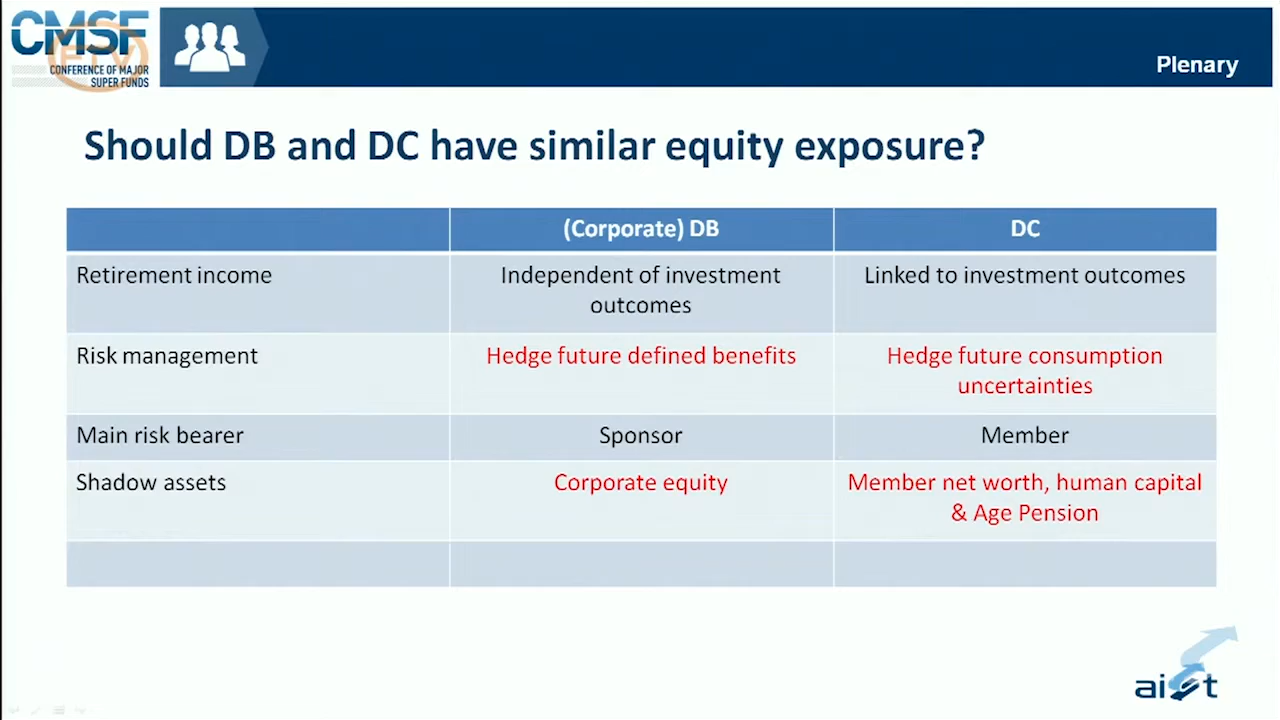 CMSF
CONFERENCE OF MAJOR
SUPER FUNDS
Plenary
Should DB and DC have similar equity exposure?
(Corporate) DB
DC
Retirement income
Independent of investment
outcomes
Linked to investment outcomes
Risk management
Hedge future defined benefits
Hedge future consumption
uncertainties
Main risk bearer
Sponsor
Member
Shadow assets
Corporate equity
Member net worth, human capital
& Age Pension
aist